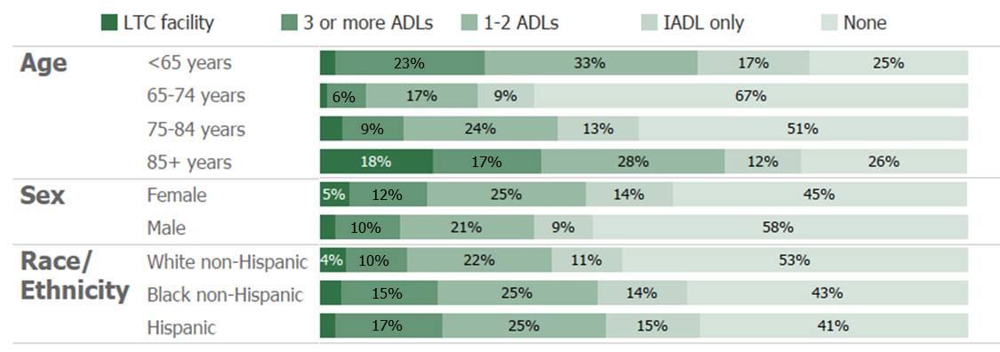 LTC facility 3 or more ADLs 1-2 ADLs IADL only None
Age <65 years 23% 33% 17% 25%
65-74 years 6% 17% 9% 67%
75-84 years 9% 24% 13% 51%
85+ years 18% 17% 28% 12% 26%
Sex Female 5% 12% 25% 14% 45%
Male 10% 21% 9% 58%
Race/ White non-Hispanic 4% 10% 22% 11% 53%
Ethnicity Black non-Hispanic 15% 25% 14% 43%
Hispanic 17% 25% 15% 41%